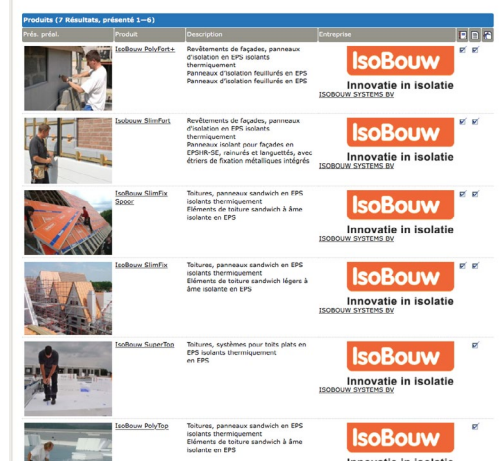 Produits (7 Résultats, présenté 1—6)
Prés. préel. Produit Description Entreprise
IsoBouw PolyFort+
Revêtements de façades, panneaux
d'isolation en EPS isolants
thermiquement
Panneaux d'isolation feuillurés en EPS
Panneaux d'isolation feuillurés en EPS
IsoBouw
Innovatie in isolatie
ISOBOUW SYSTEMS BV
Isobouw SlimFort
Revêtements de façades, panneaux
d'isolation en EPS isolants
thermiquement
Panneaux isolant pour façades en
EPSHR-SE, rainurés et languettés, avec
étriers de fixation métalliques intégrés
IsoBouw
Innovatie in isolatie
ISOBOUW SYSTEMS BV
IsoBouw SlimFix
Spoor
Toitures, panneaux sandwich en EPS
isolants thermiquement
Eléments de toiture sandwich à âme
isolante en EPS
IsoBouw
Innovatie in isolatie
ISOBOUW SYSTEMS BV
IsoBouw SlimFix
Toitures, panneaux sandwich en EPS
isolants thermiquement
Eléments de toiture sandwich légers à
âme isolante en EPS
IsoBouw
Innovatie in isolatie
ISOBOUW SYSTEMS BV
IsoBouw SuperTop
Toitures, systèmes pour toits plats en
EPS isolants thermiquement
en EPS
IsoBouw
Innovatie in isolatie
ISOBOUW SYSTEMS BV
IsoBouw PolyTop
Toitures, panneaux sandwich en EPS
isolants thermiquement
Eléments de toiture sandwich à âme
isolante en EPS
IsoBouw
Innovatie in isolatie